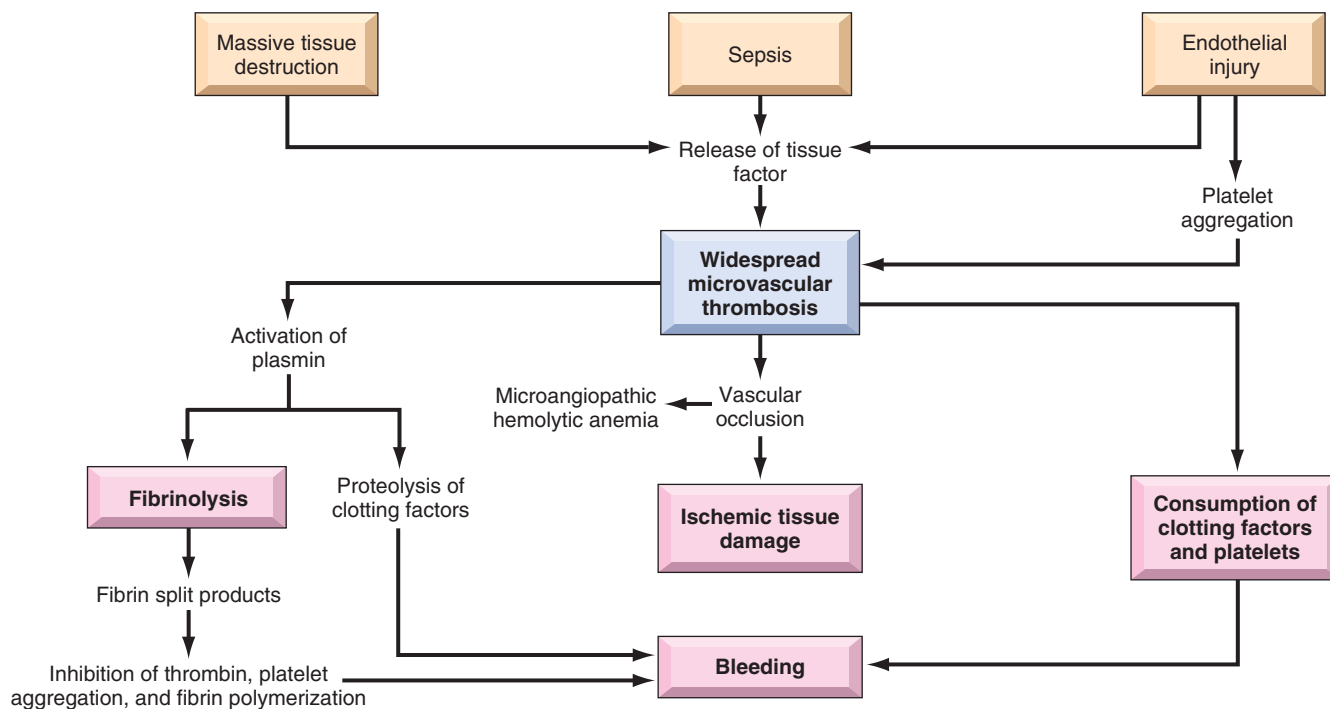 Massive tissue
destruction
Sepsis
Endothelial
injury
Release of tissue
factor
Platelet
aggregation
Widespread
microvascular
thrombosis
Activation of
plasmin
Microangiopathic
hemolytic anemia
Vascular
occlusion
Fibrinolysis
Proteolysis of
clotting factors
Ischemic tissue
damage
Consumption of
clotting factors
and platelets
Fibrin split products
Bleeding
Inhibition of thrombin, platelet
aggregation, and fibrin polymerization